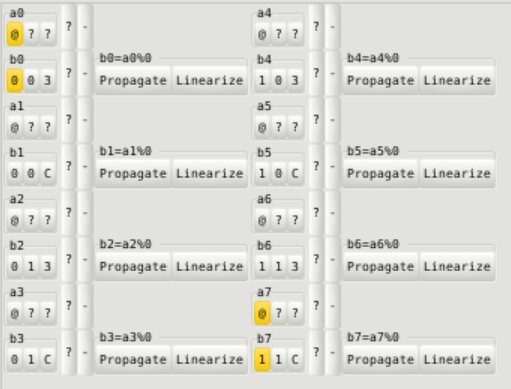 a0 a4
@ ? ? ? - @ ? ? ? -
b0 b0=a0%0 b4 b4=a4%0
0 0 3 ? - Propagate Linearize 1 0 3 ? - Propagate Linearize
a1 a5
@ ? ? ? - @ ? ? ? -
b1 b1=a1%0 b5 b5=a5%0
0 0 C ? - Propagate Linearize 1 0 C ? - Propagate Linearize
a2 a6
@ ? ? ? - @ ? ? ? -
b2 b2=a2%0 b6 b6=a6%0
0 1 3 ? - Propagate Linearize 1 1 3 ? - Propagate Linearize
a3 a7
@ ? ? ? - @ ? ? ? -
b3 b3=a3%0 b7 b7=a7%0
0 1 C ? - Propagate Linearize 1 1 C ? - Propagate Linearize